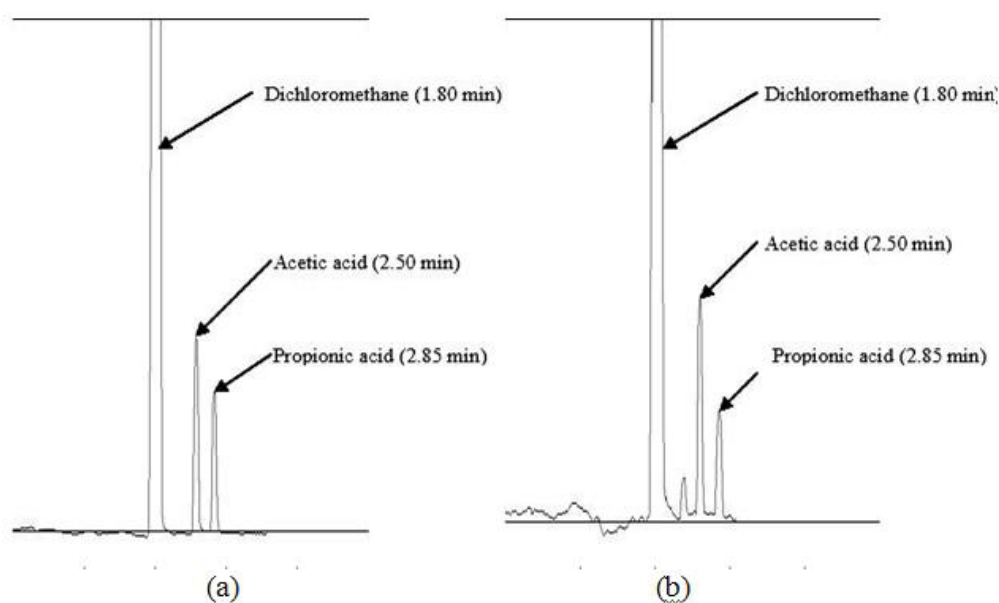 Dichloromethane (1.80 min)
Acetic acid (2.50 min)
Propionic acid (2.85 min)
(a)
Dichloromethane (1.80 min)
Acetic acid (2.50 min)
Propionic acid (2.85 min)
(b)